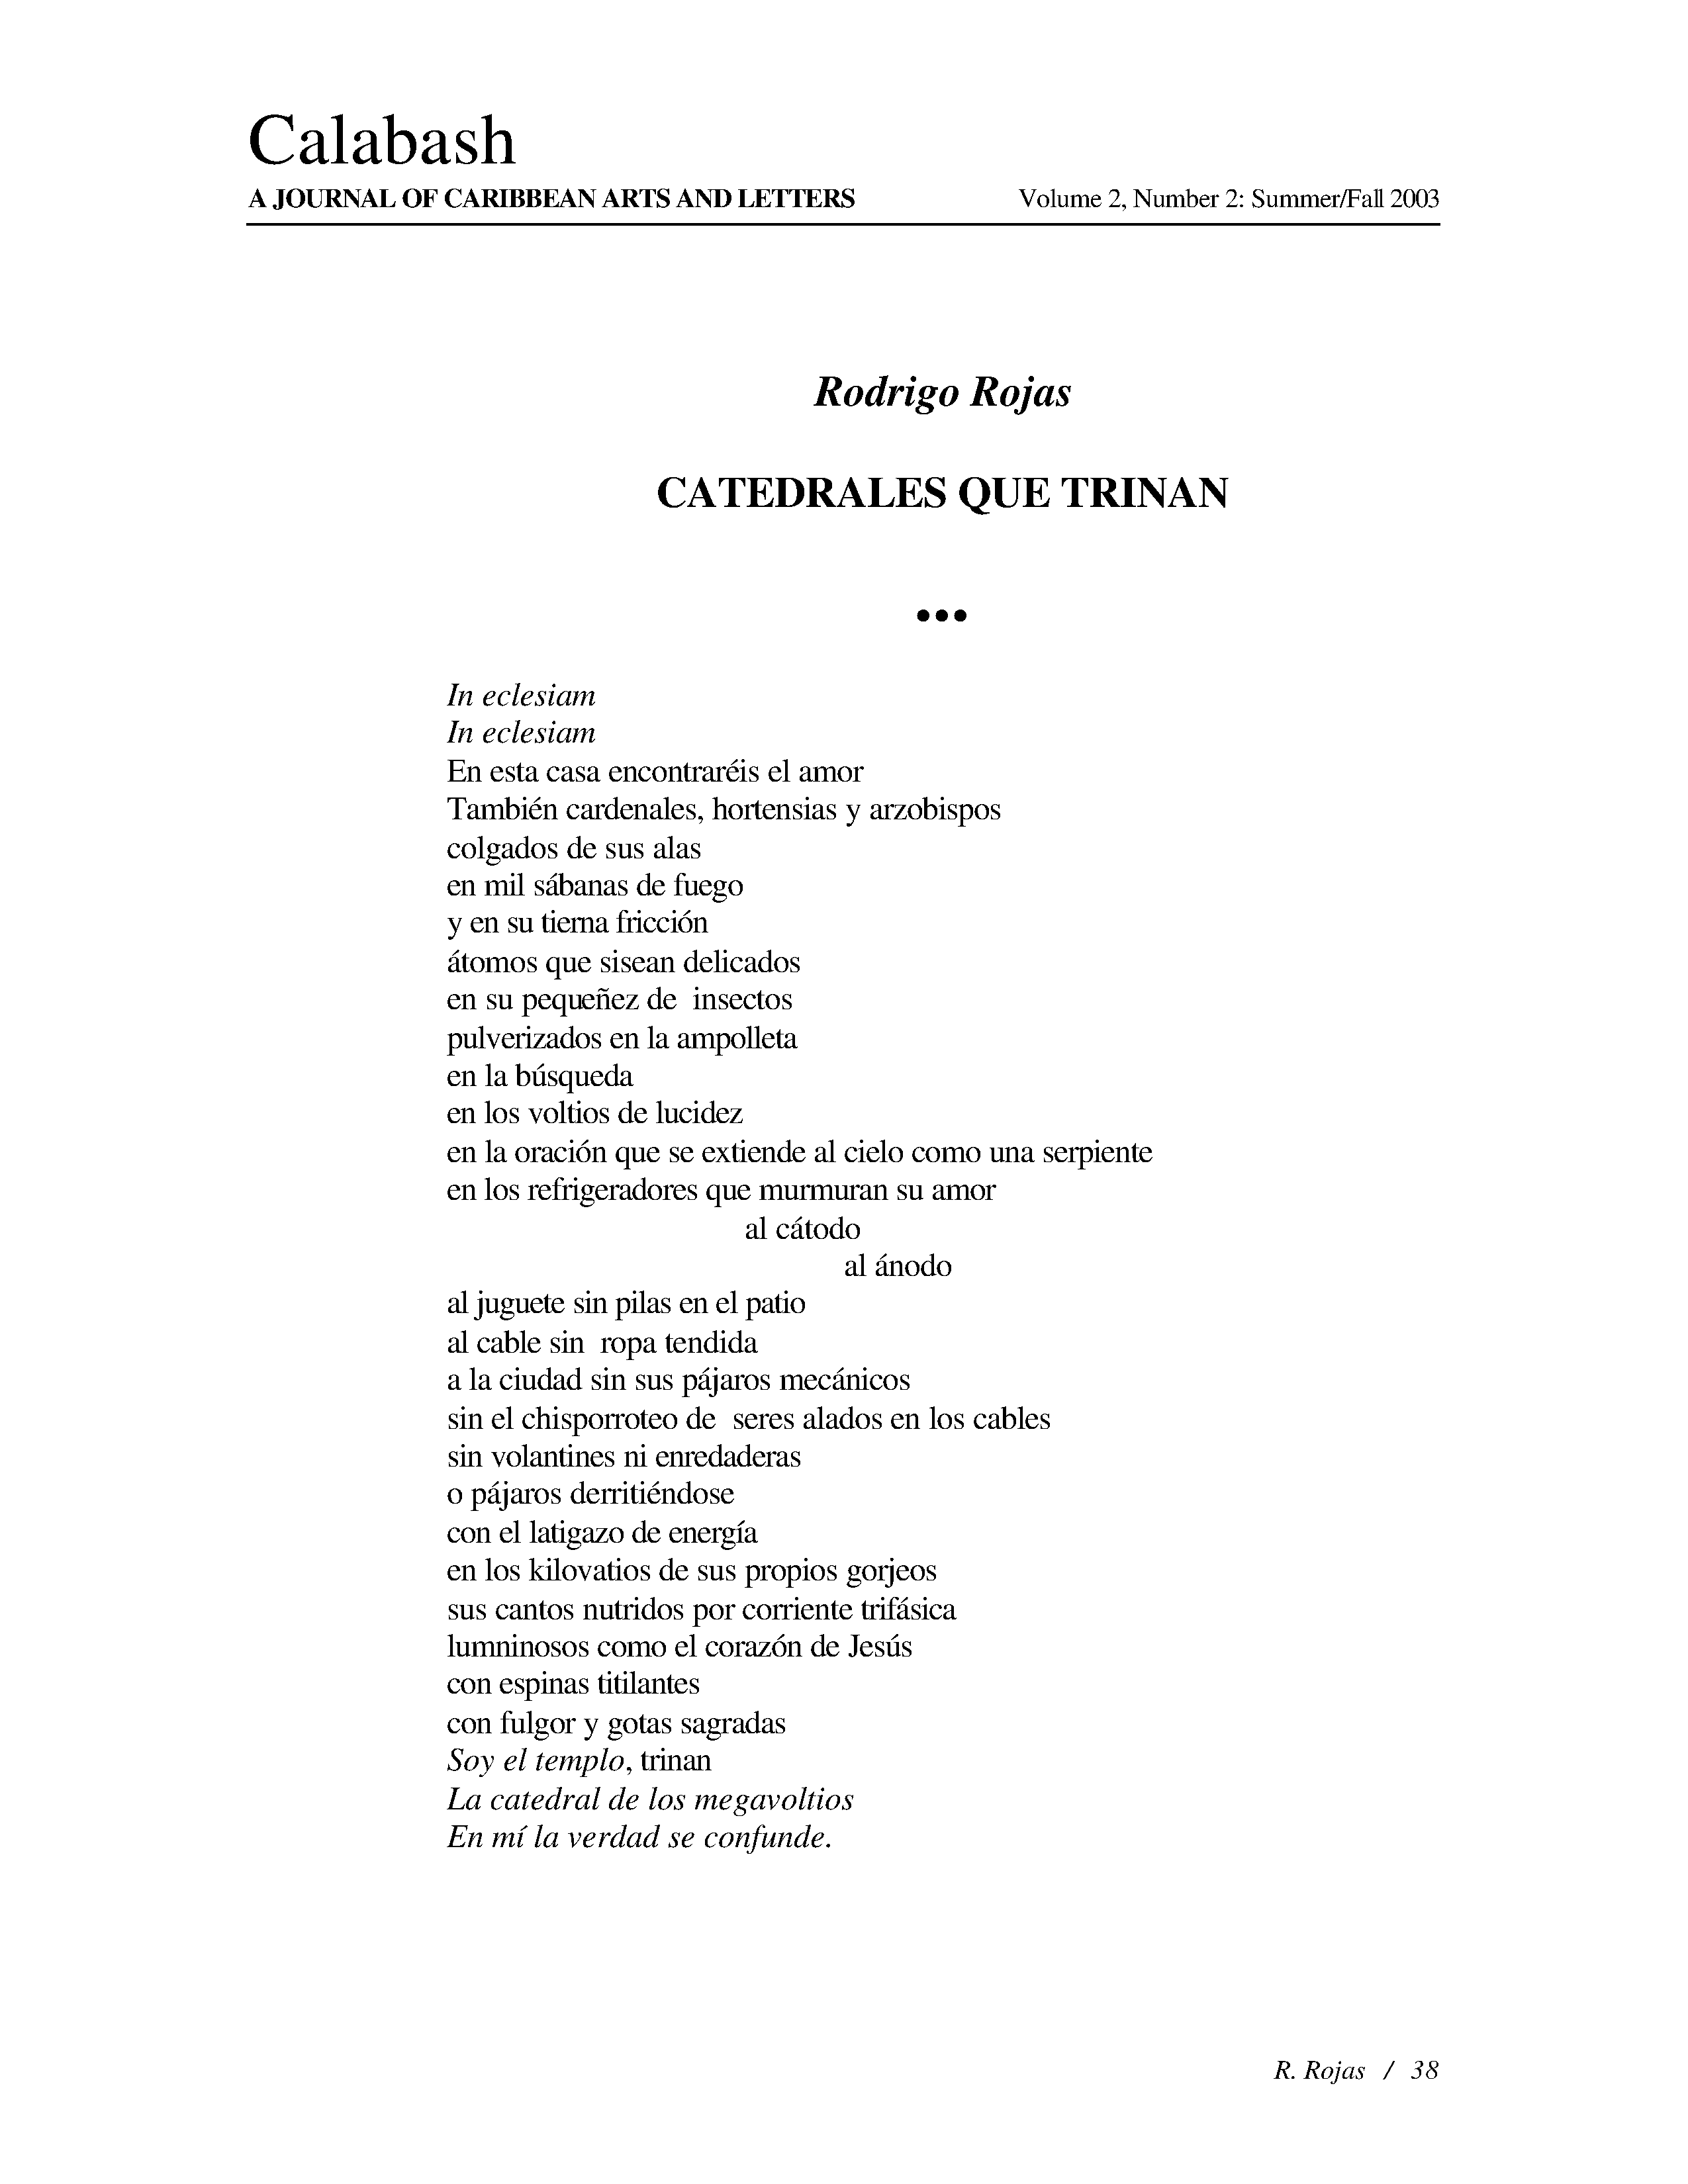 Calabash
A JOURNAL OF CARIBBEAN ARTS AND LETTERS Volume 2, Number 2: Summer/Fall 2003
Rodrigo Rojas
CATEDRALES QUE TRINAN
•••
In eclesiam
In eclesiam
En esta casa encontraréis el amor
También cardenales, hortensias y arzobispos
colgados de sus alas
en mil sábanas de fuego
y en su tierna fricción
átomos que sisean delicados
en su pequeñez de insectos
pulverizados en la ampolleta
en la búsqueda
en los voltios de lucidez
en la oración que se extiende al cielo como una serpiente
en los refrigeradores que murmuran su amor
al cátodo
al ánodo
al juguete sin pilas en el patio
al cable sin ropa tendida
a la ciudad sin sus pájaros mecánicos
sin el chisporroteo de seres alados en los cables
sin volantines ni enredaderas
o pájaros derritiéndose
con el latigazo de energía
en los kilovatios de sus propios gorjeos
sus cantos nutridos por corriente trifásica
lumninosos como el corazón de Jesús
con espinas titilantes
con fulgor y gotas sagradas
Soy el templo, trinan
La catedral de los megavoltios
En mí la verdad se confunde.
R. Rojas / 38